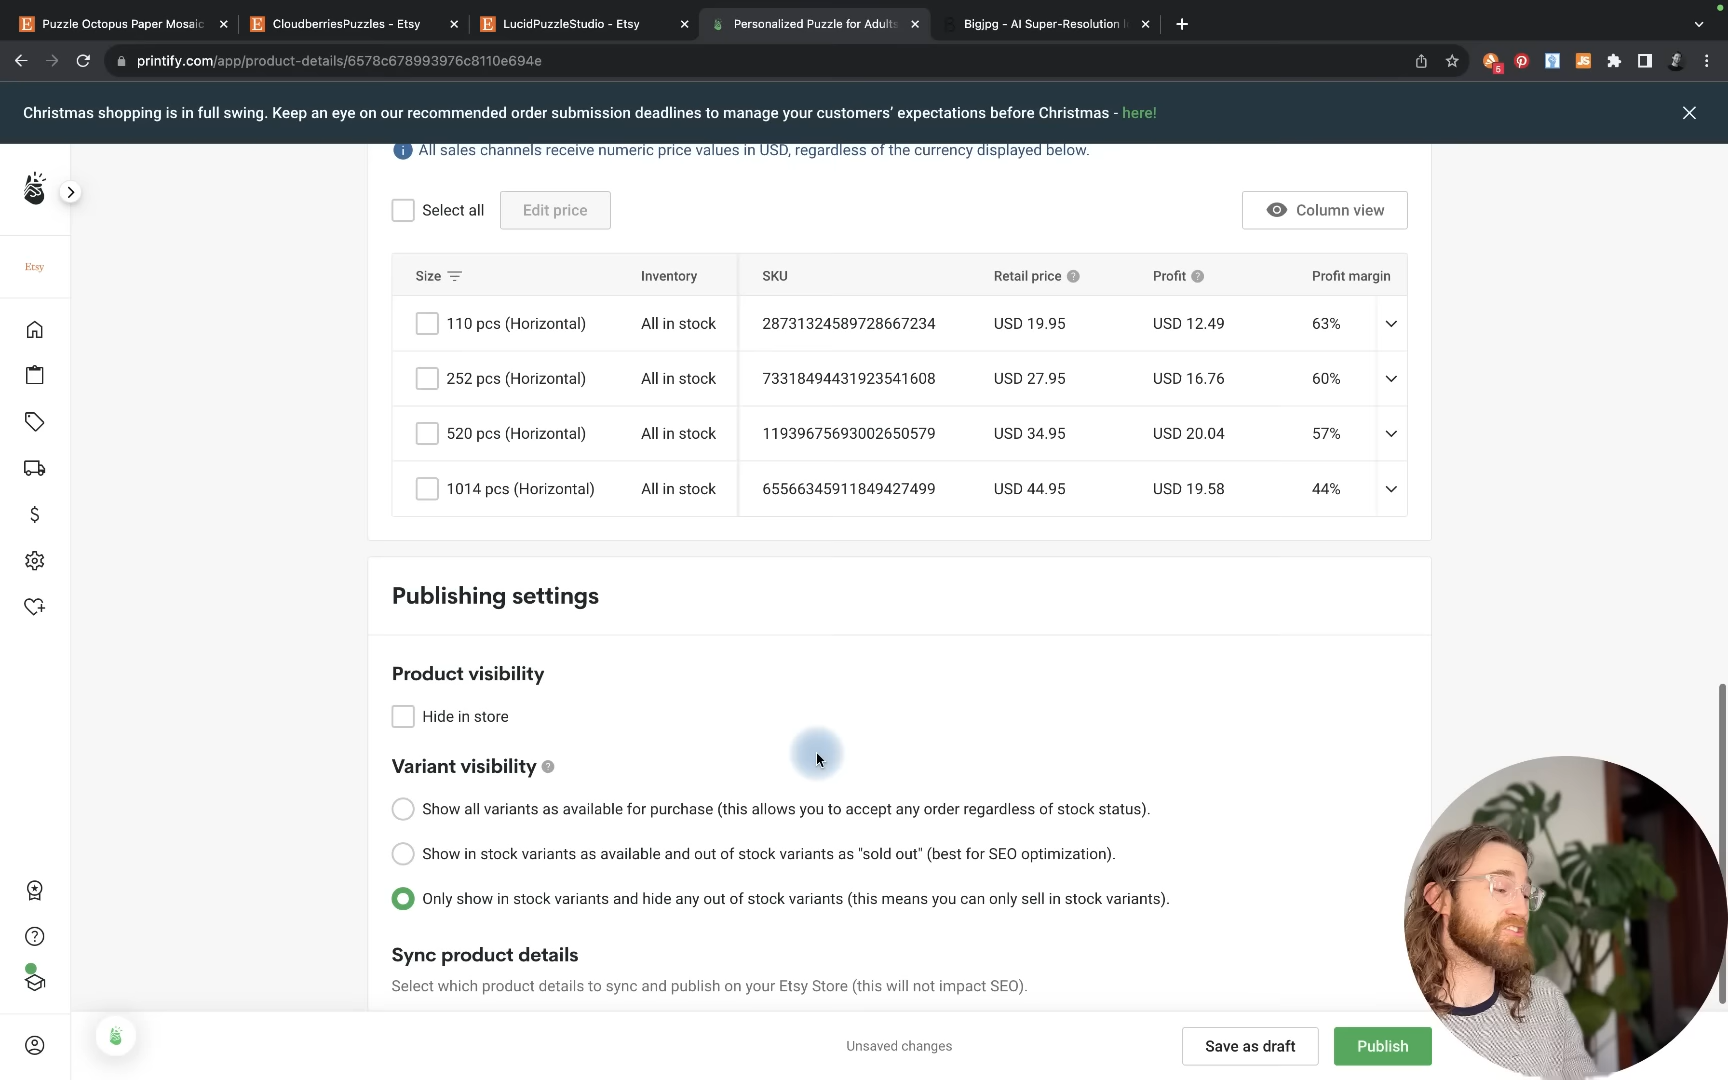 Puzzle Octopus Paper Mosaic
CloudberriesPuzzles - Etsy
LucidPuzzleStudio - Etsy
Personalized Puzzle for Adults
Bigjpg - AI Super-Resolution
printify.com/app/product-details/6578c678993976c8110e694e
5
JS
Christmas shopping is in full swing. Keep an eye on our recommended order submission deadlines to manage your customers’ expectations before Christmas - here!
All sales channels receive numeric price values in USD, regardless of the currency displayed below.
Select all
Edit price
Column view
Etsy
Size Inventory SKU Retail price Profit Profit margin
110 pcs (Horizontal) All in stock 28731324589728667234 USD 19.95 USD 12.49 63%
252 pcs (Horizontal) All in stock 73318494431923541608 USD 27.95 USD 16.76 60%
520 pcs (Horizontal) All in stock 11939675693002650579 USD 34.95 USD 20.04 57%
1014 pcs (Horizontal) All in stock 65566345911849427499 USD 44.95 USD 19.58 44%
Publishing settings
Product visibility
Hide in store
Variant visibility
Show all variants as available for purchase (this allows you to accept any order regardless of stock status).
Show in stock variants as available and out of stock variants as "sold out" (best for SEO optimization).
Only show in stock variants and hide any out of stock variants (this means you can only sell in stock variants).
Sync product details
Select which product details to sync and publish on your Etsy Store (this will not impact SEO).
Unsaved changes
Save as draft
Publish